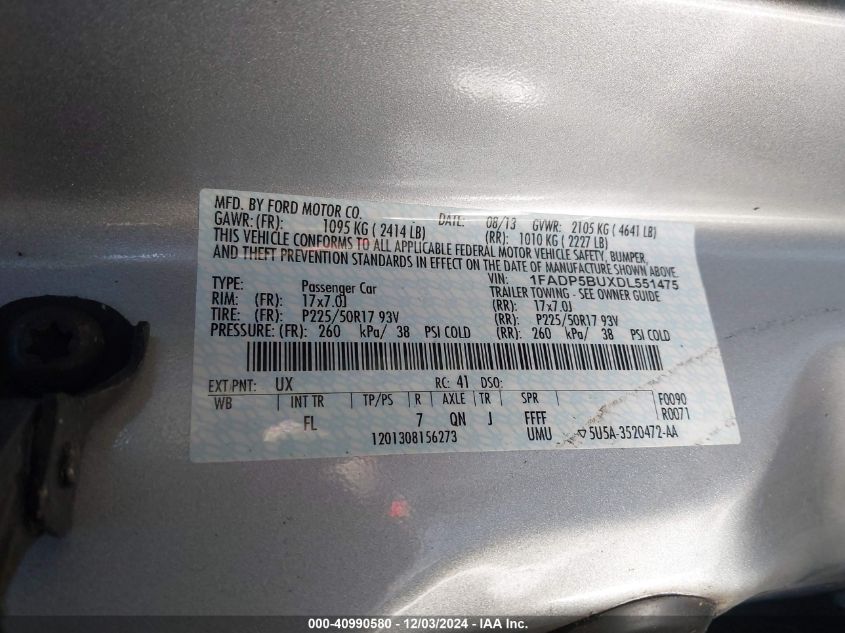 MFD. BY FORD MOTOR CO.
DATE: 08/13 GVWR: 2105 KG ( 4641 LB)
GAWR: (FR): 1095 KG ( 2414 LB) (RR): 1010 KG ( 2227 LB)
THIS VEHICLE CONFORMS TO ALL APPLICABLE FEDERAL MOTOR VEHICLE SAFETY, BUMPER,
AND THEFT PREVENTION STANDARDS IN EFFECT ON THE DATE OF MANUFACTURE SHOWN ABOVE.
VIN: 1FADP5BUXDL551475
TYPE: Passenger Car TRAILER TOWING - SEE OWNER GUIDE
RIM: (FR): 17x7.0J (RR): 17x7.0J
TIRE: (FR): P225/50R17 93V (RR): P225/50R17 93V
PRESSURE: (FR): 260 kPa/ 38 PSI COLD (RR): 260 kPa/ 38 PSI COLD
EXT PNT: UX RC: 41 DSO:
WB INT TR TP/PS R AXLE TR SPR F0090
FL 7 QN J FFFF R0071
1201308156273 UMU ▽5U5A-3520472-AA
000-40990580 - 12/03/2024 - IAA Inc.